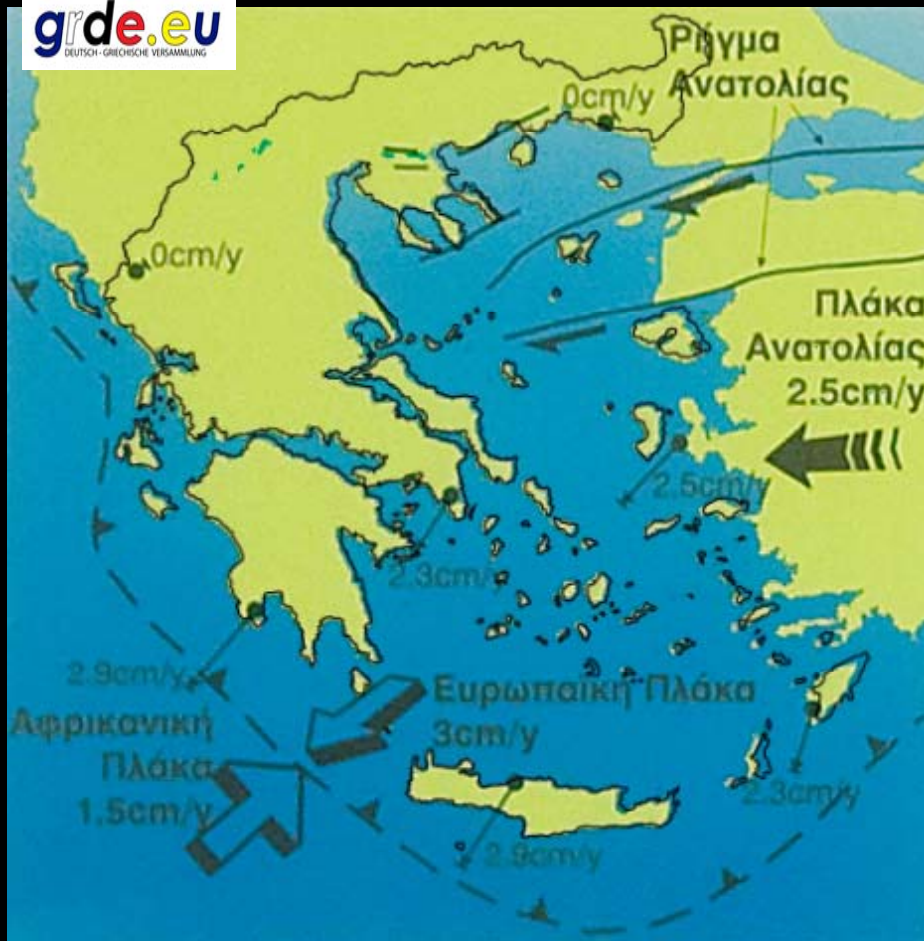 grde.eu
DEUTSCH - GRIECHISCHE VERSAMMLUNG
Ρήγμα
Ανατολίας
0cm/y
0cm/y
Πλάκα
Ανατολίας
2.5cm/y
2.5cm/y
2.3cm/y
2.9cm/y
Ευρωπαϊκή Πλάκα
3cm/y
Αφρικανική
Πλάκα
1.5cm/y
2.3cm/y
2.9cm/y